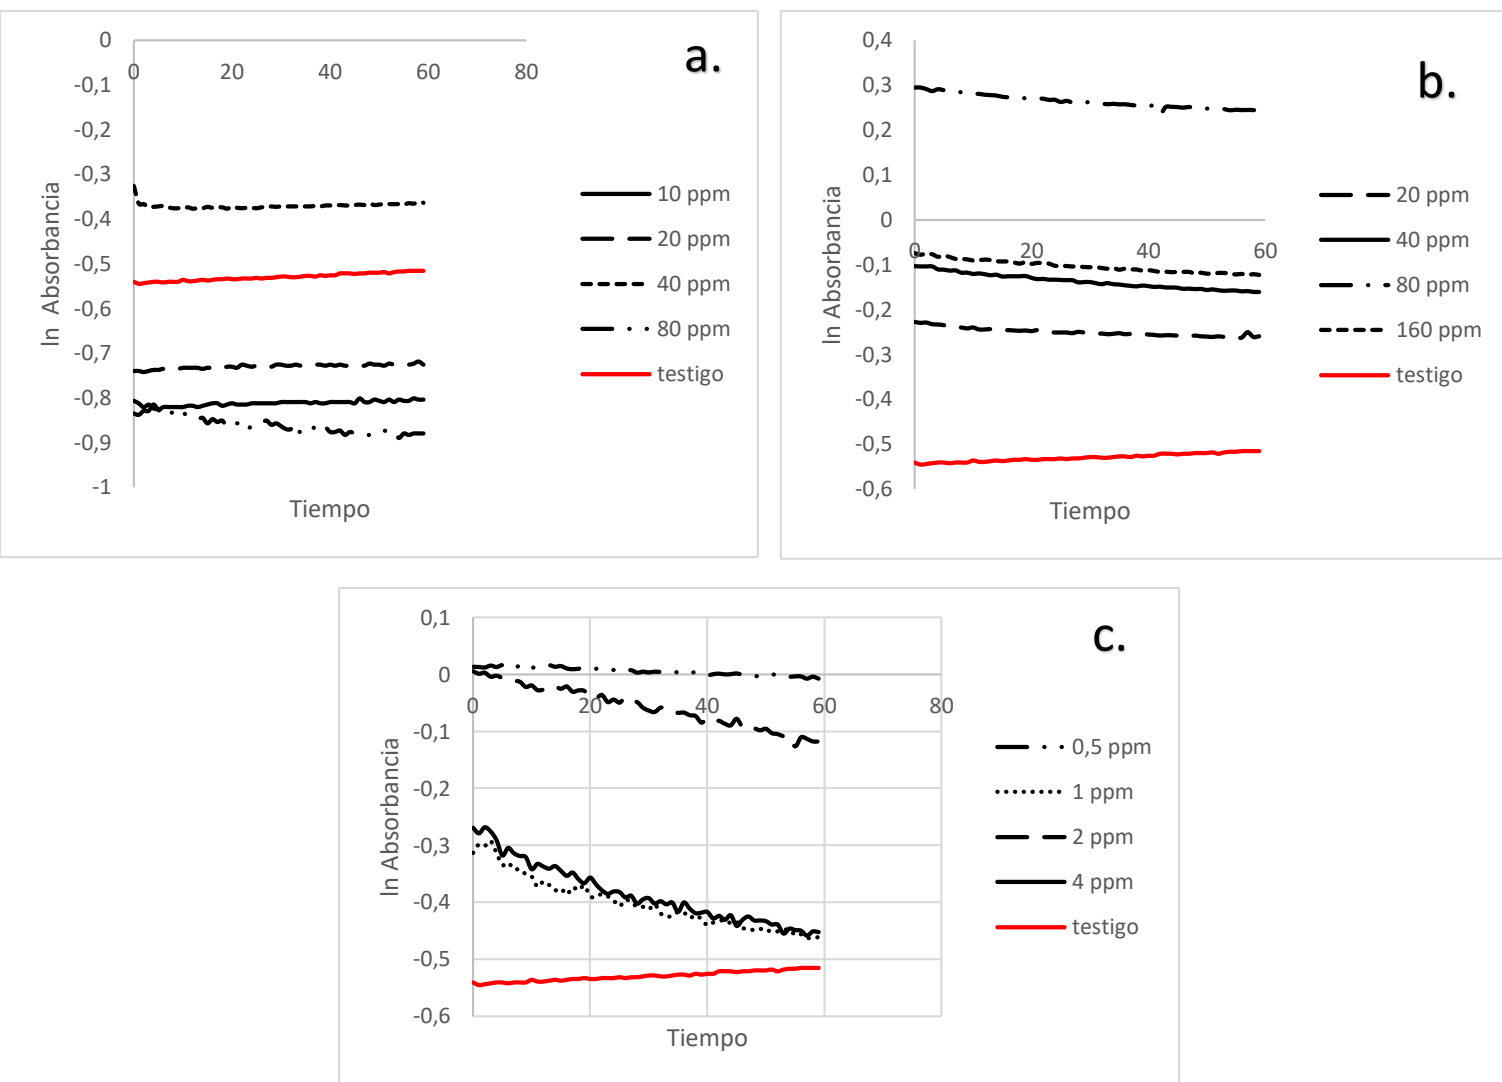 a.
0
-0,1
-0,2
-0,3
-0,4
-0,5
-0,6
-0,7
-0,8
-0,9
-1
0 20 40 60 80
ln Absorbancia
Tiempo
10 ppm
20 ppm
40 ppm
80 ppm
testigo
b.
0,4
0,3
0,2
0,1
0
-0,1
-0,2
-0,3
-0,4
-0,5
-0,6
0 20 40 60
ln Absorbancia
Tiempo
20 ppm
40 ppm
80 ppm
160 ppm
testigo
c.
0,1
0
-0,1
-0,2
-0,3
-0,4
-0,5
-0,6
0 20 40 60 80
ln Absorbancia
Tiempo
0,5 ppm
1 ppm
2 ppm
4 ppm
testigo